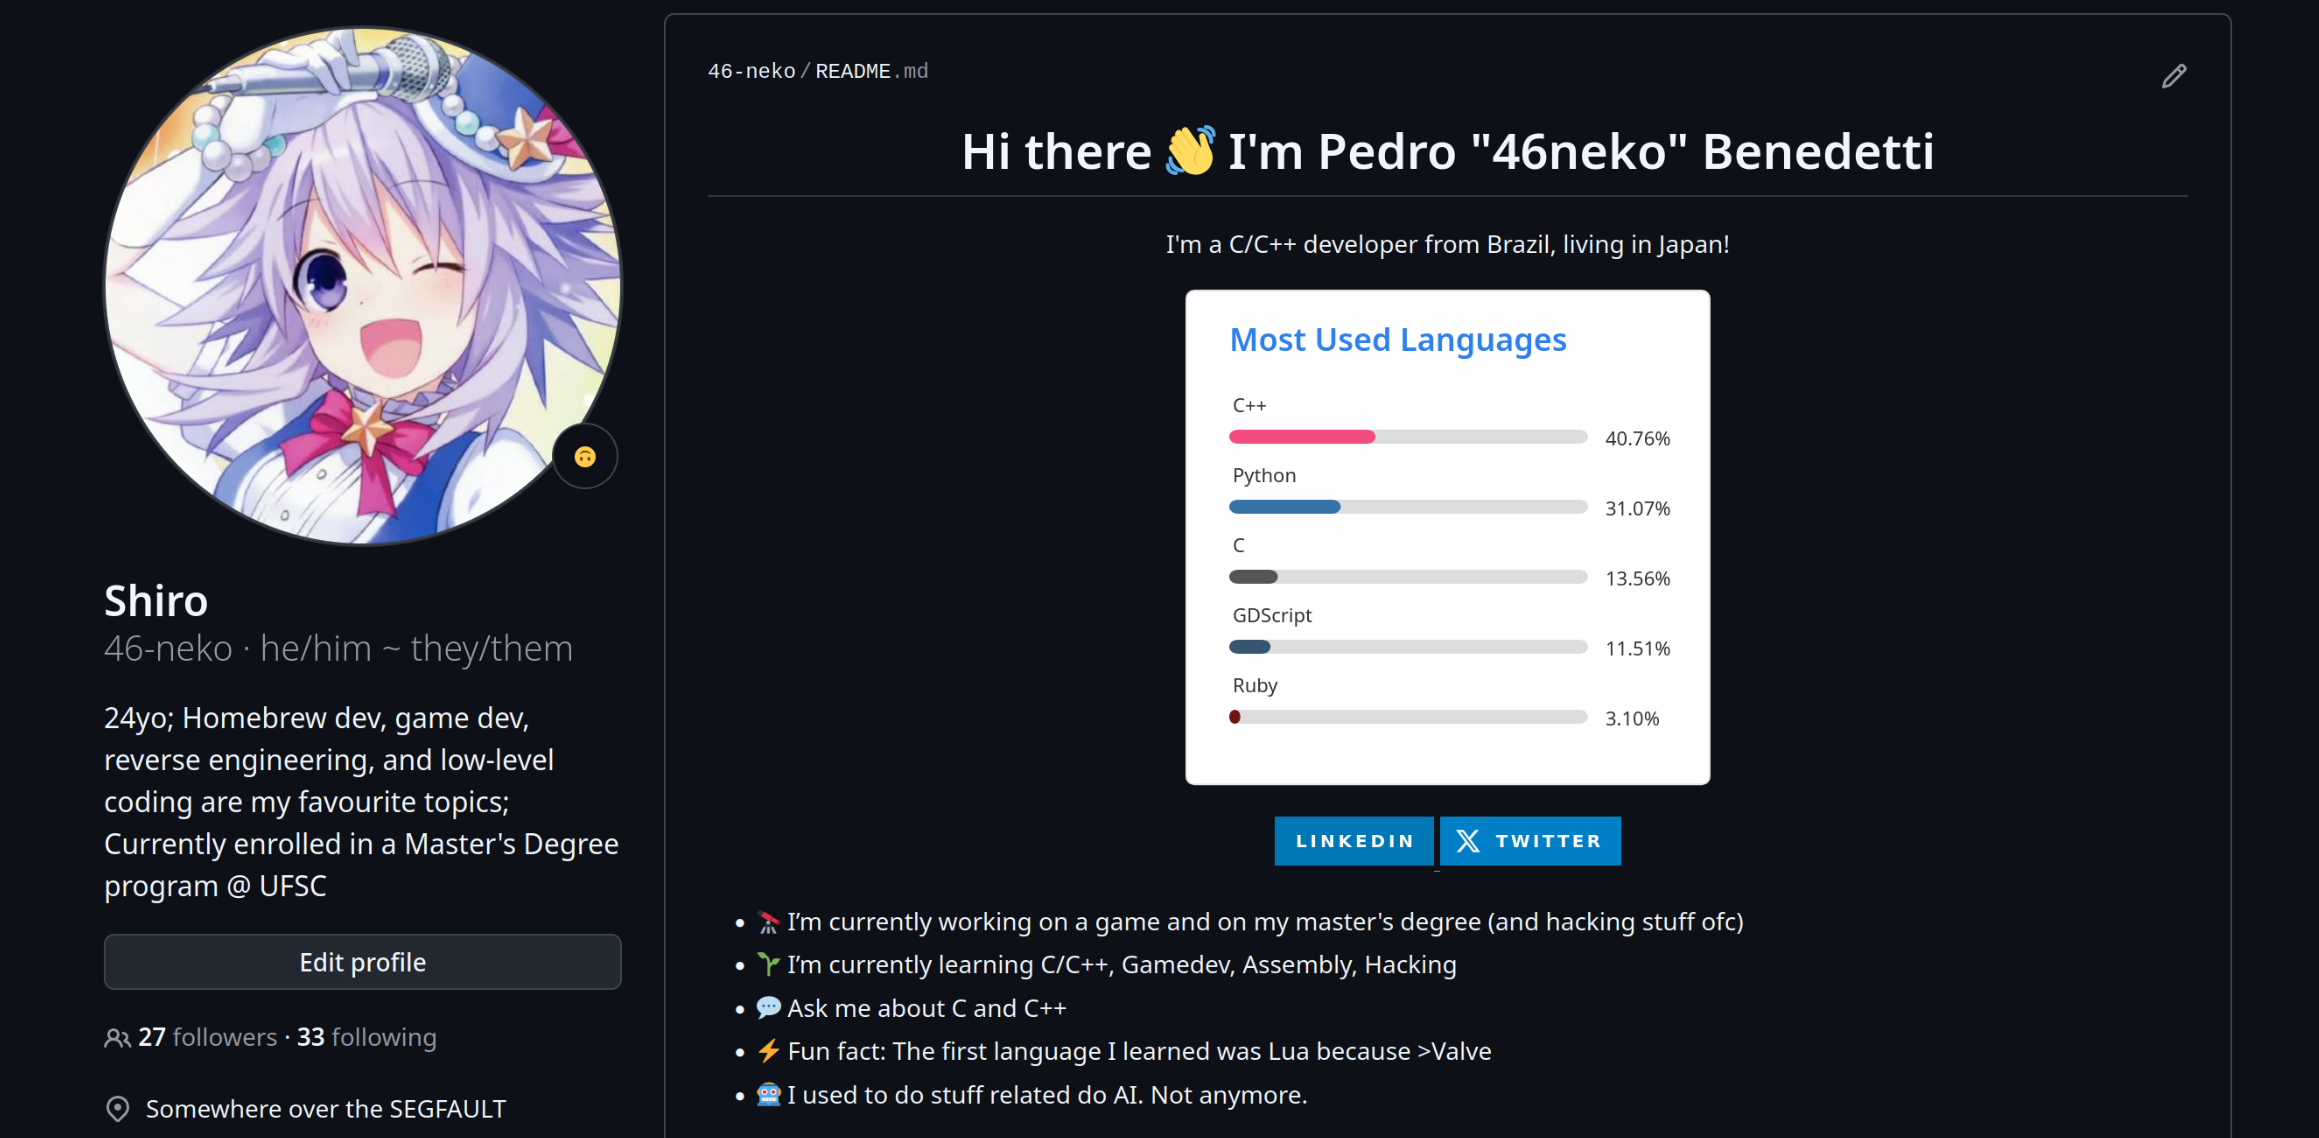 Shiro
46-neko · he/him ~ they/them
24yo; Homebrew dev, game dev,
reverse engineering, and low-level
coding are my favourite topics;
Currently enrolled in a Master's Degree
program @ UFSC
Edit profile
27 followers · 33 following
Somewhere over the SEGFAULT
46-neko/README.md
Hi there 👋 I'm Pedro "46neko" Benedetti
I'm a C/C++ developer from Brazil, living in Japan!
Most Used Languages
C++
40.76%
Python
31.07%
C
13.56%
GDScript
11.51%
Ruby
3.10%
LINKEDIN
X TWITTER
• 🔭 I’m currently working on a game and on my master's degree (and hacking stuff ofc)
• 🌱 I’m currently learning C/C++, Gamedev, Assembly, Hacking
• 💬 Ask me about C and C++
• ⚡ Fun fact: The first language I learned was Lua because >Valve
• 🤖 I used to do stuff related do AI. Not anymore.